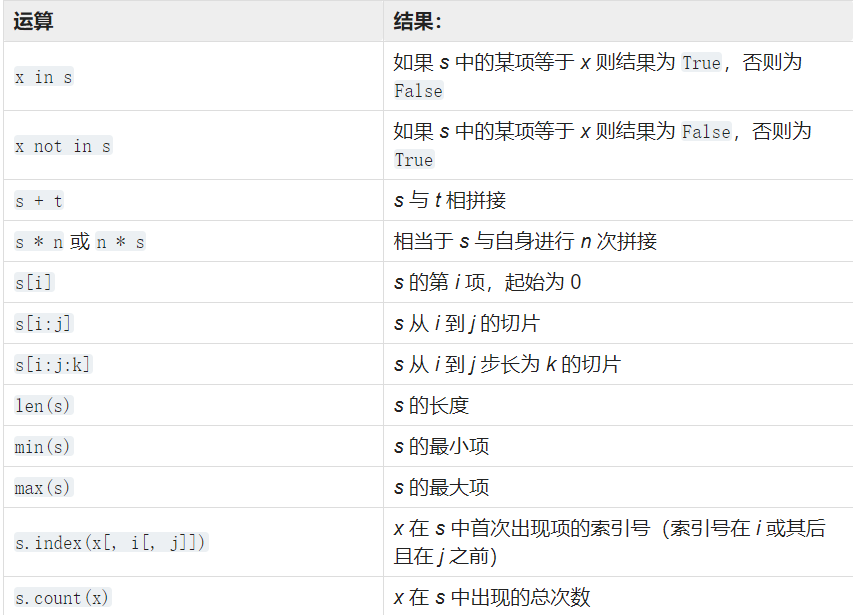 运算 结果：
x in s 如果 s 中的某项等于 x 则结果为 True，否则为
False
x not in s 如果 s 中的某项等于 x 则结果为 False，否则为
True
s + t s 与 t 相拼接
s * n 或 n * s 相当于 s 与自身进行 n 次拼接
s[i] s 的第 i 项，起始为 0
s[i:j] s 从 i 到 j 的切片
s[i:j:k] s 从 i 到 j 步长为 k 的切片
len(s) s 的长度
min(s) s 的最小项
max(s) s 的最大项
s.index(x[, i[, j]]) x 在 s 中首次出现项的索引号（索引号在 i 或其后
且在 j 之前）
s.count(x) x 在 s 中出现的总次数